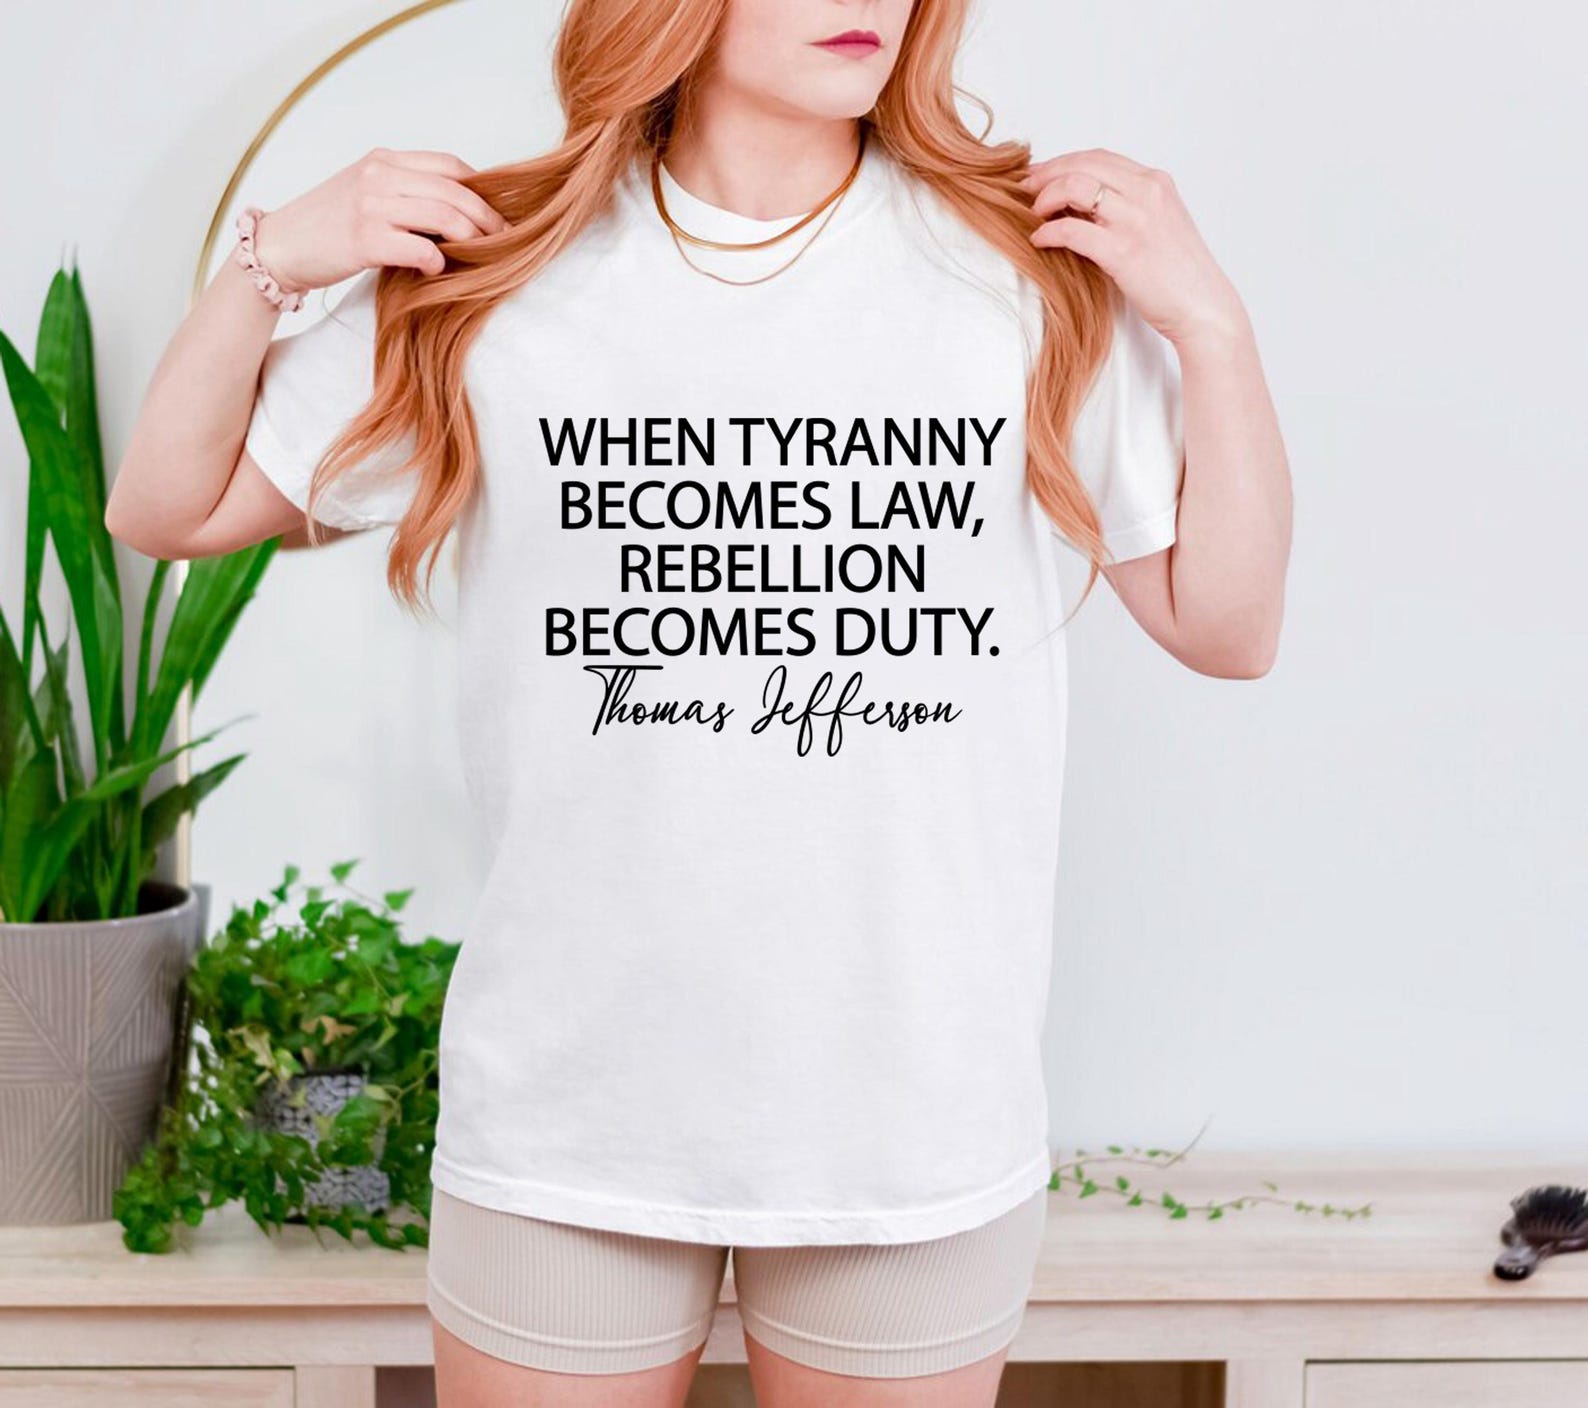 WHEN TYRANNY
BECOMES LAW,
REBELLION
BECOMES DUTY.
Thomas Jefferson